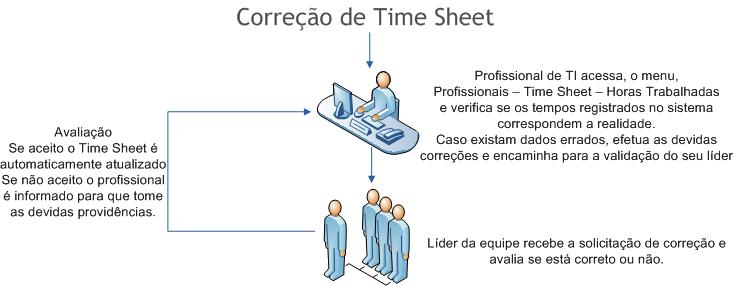 Correção de Time Sheet
Profissional de TI acessa, o menu,
Profissionais – Time Sheet – Horas Trabalhadas
e verifica se os tempos registrados no sistema
correspondem a realidade.
Caso existam dados errados, efetua as devidas
correções e encaminha para a validação do seu líder
Avaliação
Se aceito o Time Sheet é
automaticamente atualizado
Se não aceito o profissional
é informado para que tome
as devidas providências.
Líder da equipe recebe a solicitação de correção e
avalia se está correto ou não.